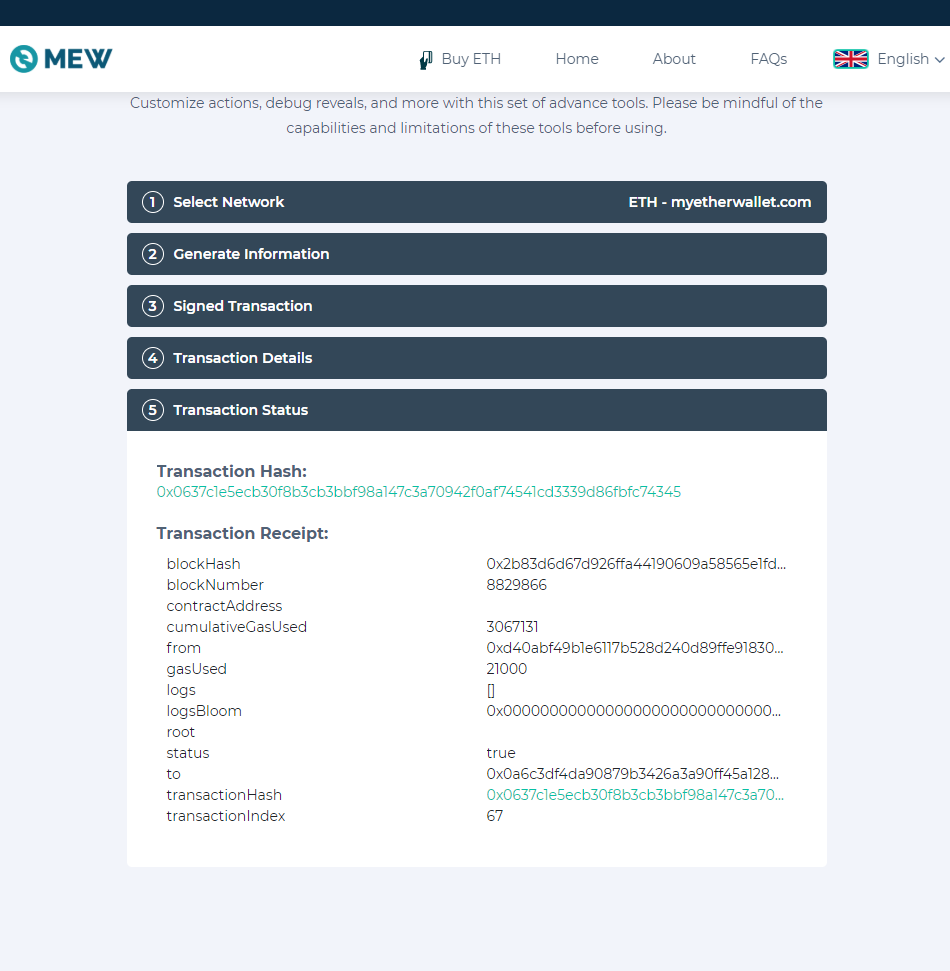 MEW
Buy ETH
Home
About
FAQs
English
Customize actions, debug reveals, and more with this set of advance tools. Please be mindful of the
capabilities and limitations of these tools before using.
1 Select Network ETH - myetherwallet.com
2 Generate Information
3 Signed Transaction
4 Transaction Details
5 Transaction Status
Transaction Hash:
0x0637c1e5ecb30f8b3cb3bbf98a147c3a70942f0af74541cd3339d86fbfc74345
Transaction Receipt:
blockHash 0x2b83d6d67d926ffa44190609a58565e1fd...
blockNumber 8829866
contractAddress
cumulativeGasUsed 3067131
from 0xd40abf49b1e6117b528d240d89ffe91830...
gasUsed 21000
logs []
logsBloom 0x00000000000000000000000000000...
root
status true
to 0x0a6c3df4da90879b3426a3a90ff45a128...
transactionHash 0x0637c1e5ecb30f8b3cb3bbf98a147c3a70...
transactionIndex 67